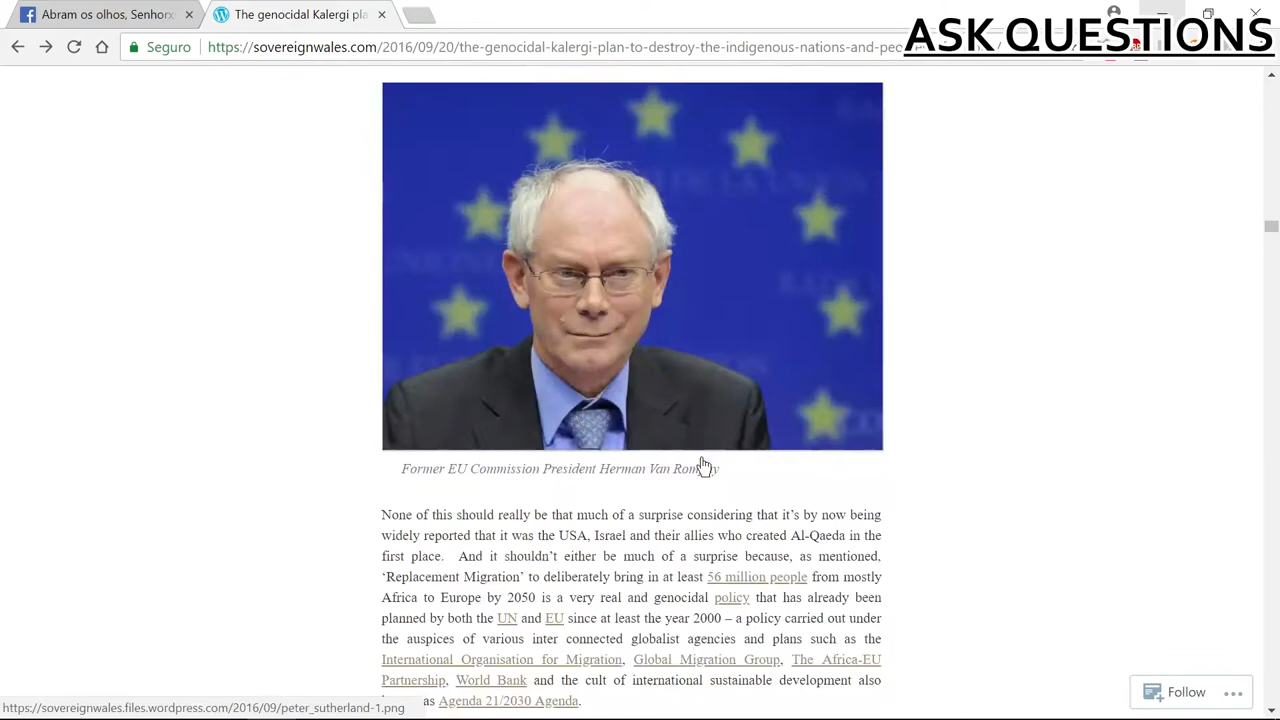 Abram os olhos, Senhorx
The genocidal Kalergi pl
ASK QUESTIONS
Seguro
https://sovereignwales.com/2016/09/20/the-genocidal-kalergi-plan-to-destroy-the-indigenous-nations-and-peo
Former EU Commission President Herman Van
None of this should really be that much of a surprise considering that it's by now being
widely reported that it was the USA, Israel and their allies who created Al-Qaeda in the
first place. And it shouldn't either be much of a surprise because, as mentioned,
'Replacement Migration' to deliberately bring in at least 56 million people from mostly
Africa to Europe by 2050 is a very real and genocidal policy that has already been
planned by both the UN and EU since at least the year 2000 – a policy carried out under
the auspices of various inter connected globalist agencies and plans such as the
International Organisation for Migration, Global Migration Group, The Africa-EU
Partnership, World Bank and the cult of international sustainable development also
as Agenda 21/2030 Agenda.
Follow
https://sovereignwales.files.wordpress.com/2016/09/peter_sutherland-1.png